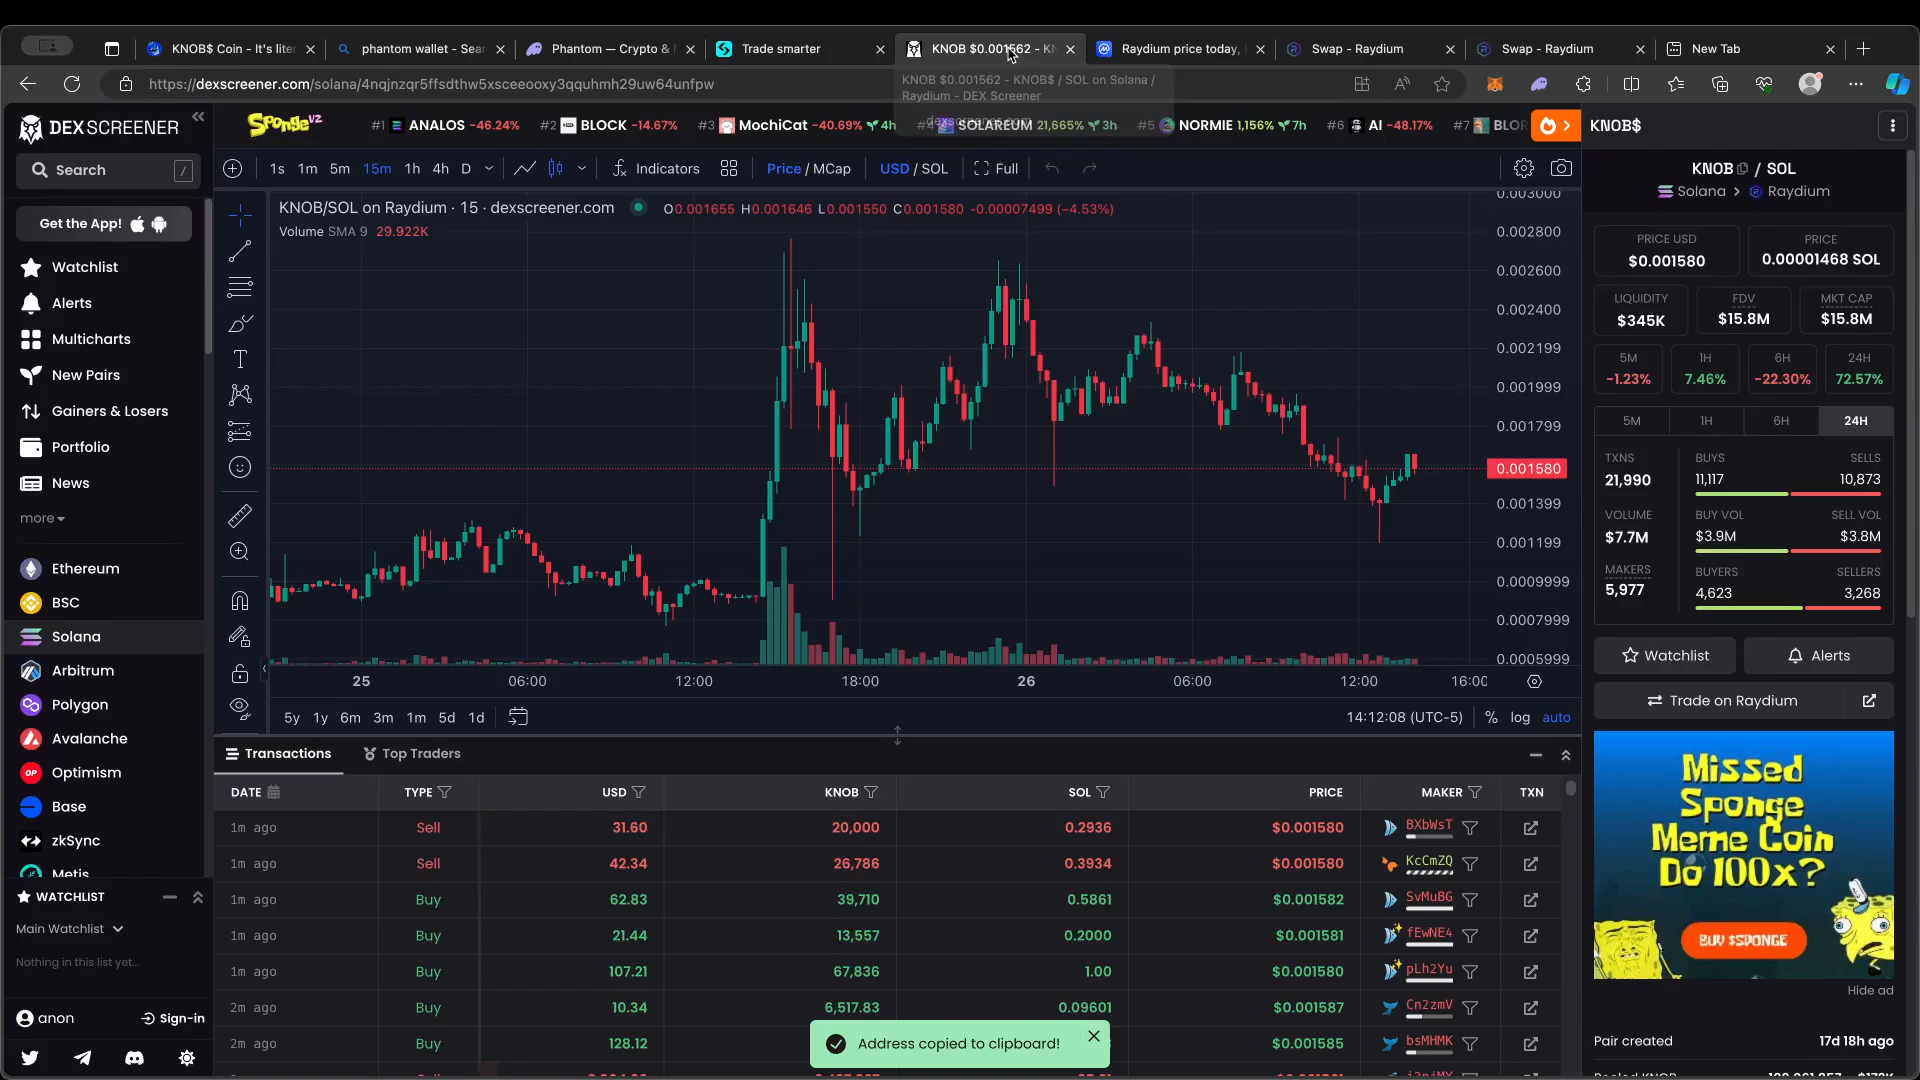 KNOB$ Coin - It's liter
phantom wallet - Sear
Phantom — Crypto &
Trade smarter
KNOB $0.001562 - KN
Raydium price today,
Swap - Raydium
Swap - Raydium
New Tab
https://dexscreener.com/solana/4nqjnzqr5ffsdthw5xsceeooxy3qquhmh29uw64unfpw
KNOB $0.001562 - KNOB$ / SOL on Solana /
Raydium - DEX Screener
dexscreener.com
DEX SCREENER
Sponge V2
#1 ANALOS -46.24%
#2 BLOCK -14.67%
#3 MochiCat -40.69% 4h
#4 SOLAREUM 21,665% 3h
#5 NORMIE 1,156% 7h
#6 AI -48.17%
#7 BLOR
KNOB$
Search /
1s 1m 5m 15m 1h 4h D
Indicators
Price / MCap
USD / SOL
Full
KNOB / SOL
Solana > Raydium
Get the App!
Watchlist
Alerts
Multicharts
New Pairs
Gainers & Losers
Portfolio
News
more
Ethereum
BSC
Solana
Arbitrum
Polygon
Avalanche
Optimism
Base
zkSync
Metis
WATCHLIST
Main Watchlist
Nothing in this list yet...
anon Sign-in
KNOB/SOL on Raydium · 15 · dexscreener.com
O0.001655 H0.001646 L0.001550 C0.001580 -0.00007499 (-4.53%)
Volume SMA 9 29.922K
0.003000
0.002800
0.002600
0.002400
0.002199
0.001999
0.001799
0.001580
0.001399
0.001199
0.0009999
0.0007999
0.0005999
25 06:00 12:00 18:00 26 06:00 12:00 16:00
5y 1y 6m 3m 1m 5d 1d
14:12:08 (UTC-5) % log auto
PRICE USD
$0.001580
PRICE
0.00001468 SOL
LIQUIDITY
$345K
FDV
$15.8M
MKT CAP
$15.8M
5M
-1.23%
1H
7.46%
6H
-22.30%
24H
72.57%
5M 1H 6H 24H
TXNS
21,990
BUYS SELLS
11,117 10,873
VOLUME
$7.7M
BUY VOL SELL VOL
$3.9M $3.8M
MAKERS
5,977
BUYERS SELLERS
4,623 3,268
Watchlist
Alerts
Trade on Raydium
Missed
Sponge
Meme Coin
Do 100x?
BUY $SPONGE
Hide ad
Pair created 17d 18h ago
Transactions Top Traders
DATE TYPE USD KNOB SOL PRICE MAKER TXN
1m ago Sell 31.60 20,000 0.2936 $0.001580 BXbWsT
1m ago Sell 42.34 26,786 0.3934 $0.001580 KcCmZQ
1m ago Buy 62.83 39,710 0.5861 $0.001582 SvMuBG
1m ago Buy 21.44 13,557 0.2000 $0.001581 fEwNE4
1m ago Buy 107.21 67,836 1.00 $0.001580 pLh2Yu
2m ago Buy 10.34 6,517.83 0.09601 $0.001587 Cn2zmV
2m ago Buy 128.12 $0.001585 bsMHMK
Address copied to clipboard!